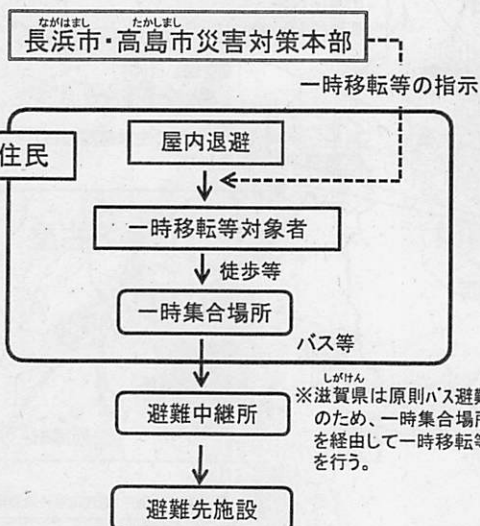 ながはまし たかしまし
長浜市・高島市災害対策本部
一時移転等の指示
住民
屋内退避
一時移転等対象者
徒歩等
一時集合場所
バス等
しがけん
※滋賀県は原則バス避難
のため、一時集合場所
を経由して一時移転等
を行う。
避難中継所
避難先施設